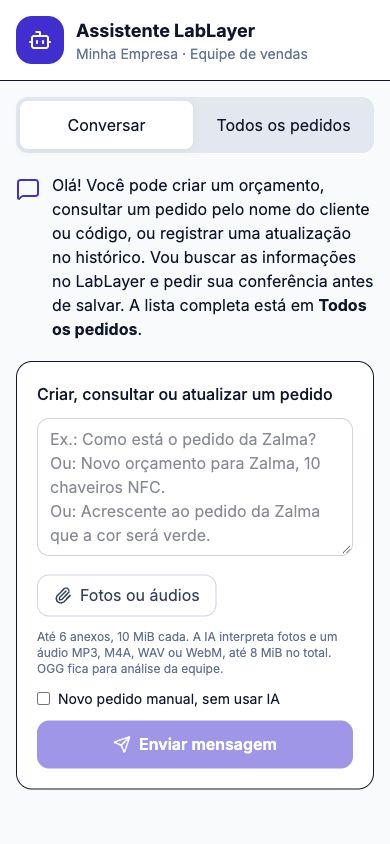 Assistente LabLayer
Minha Empresa · Equipe de vendas
Conversar
Todos os pedidos
Olá! Você pode criar um orçamento,
consultar um pedido pelo nome do cliente
ou código, ou registrar uma atualização
no histórico. Vou buscar as informações
no LabLayer e pedir sua conferência antes
de salvar. A lista completa está em Todos
os pedidos.
Criar, consultar ou atualizar um pedido
Ex.: Como está o pedido da Zalma?
Ou: Novo orçamento para Zalma, 10
chaveiros NFC.
Ou: Acrescente ao pedido da Zalma
que a cor será verde.
Fotos ou áudios
Até 6 anexos, 10 MiB cada. A IA interpreta fotos e um
áudio MP3, M4A, WAV ou WebM, até 8 MiB no total.
OGG fica para análise da equipe.
Novo pedido manual, sem usar IA
Enviar mensagem